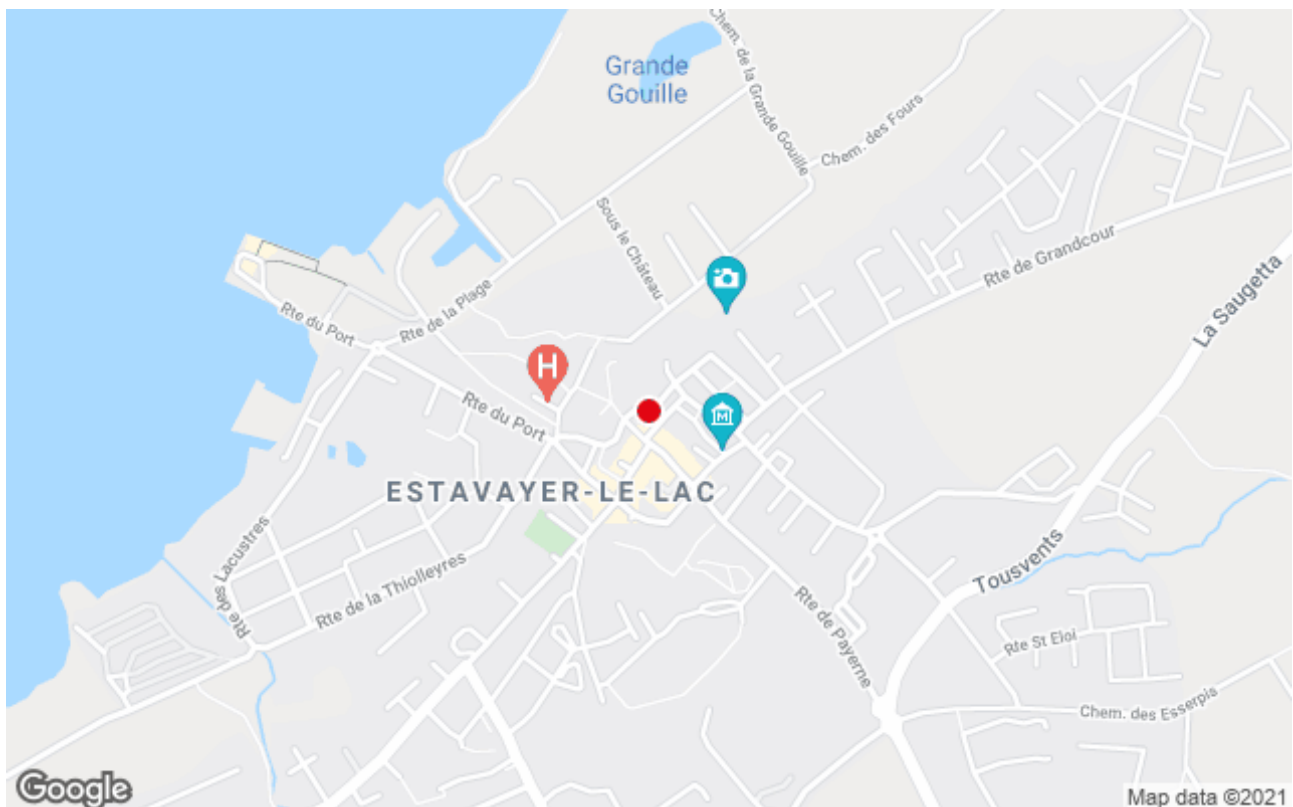 Grande
Gouille
Chem. de la Grande Gouille
Chem. des Fours
Sous le Château
Rte de Grandcour
La Saugetta
Rte de la Plage
Rte du Port
H
Rte du Port
M
ESTAVAYER-LE-LAC
Rte des Lacustres
Rte de la Thiolleyres
Tousvents
Rte de Payerne
Rte St Eloi
Chem. des Esserpis
Google
Map data ©2021